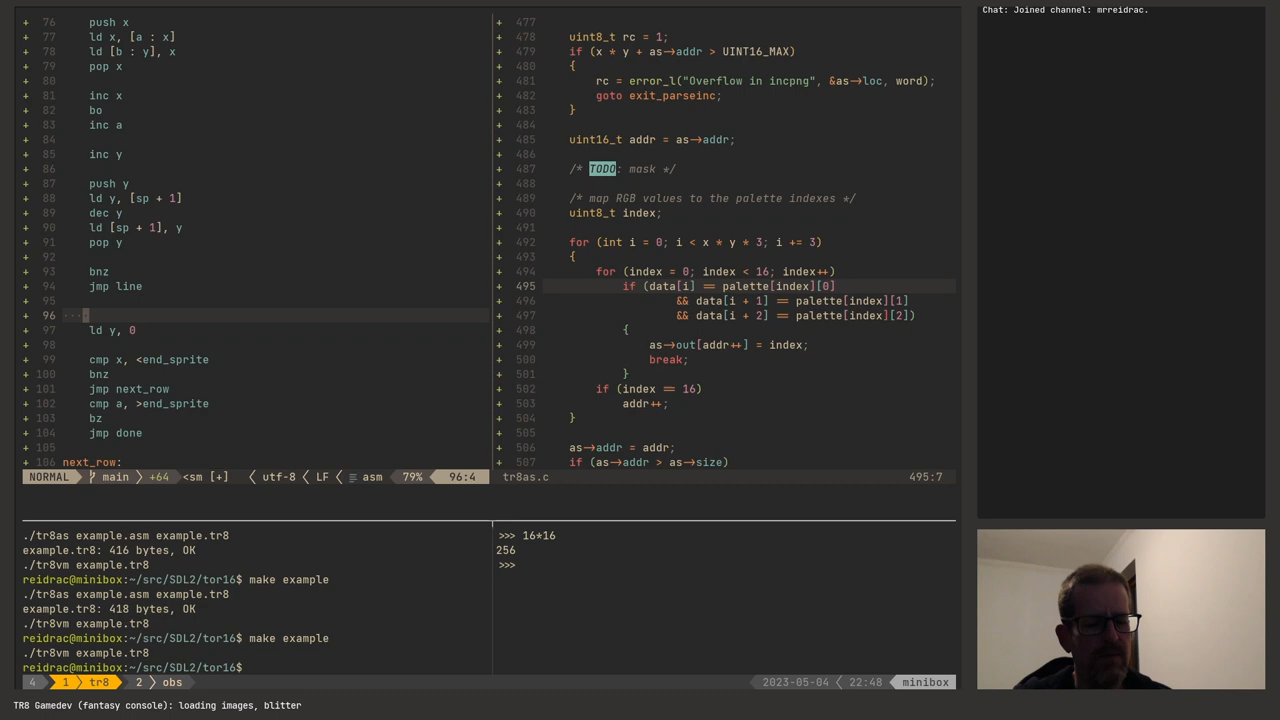 + 76 push x
+ 77 ld x, [a : x]
+ 78 ld [b : y], x
+ 79 pop x
+ 80
+ 81 inc x
+ 82 bo
+ 83 inc a
+ 84
+ 85 inc y
+ 86
+ 87 push y
+ 88 ld y, [sp + 1]
+ 89 dec y
+ 90 ld [sp + 1], y
+ 91 pop y
+ 92
+ 93 bnz
+ 94 jmp line
+ 95
+ 96 ····
+ 97 ld y, 0
+ 98
+ 99 cmp x, <end_sprite
+ 100 bnz
+ 101 jmp next_row
+ 102 cmp a, >end_sprite
+ 103 bz
+ 104 jmp done
+ 105
+ 106 next_row:
NORMAL main +64 <sm [+] utf-8 LF asm 79% 96:4
+ 477
+ 478 uint8_t rc = 1;
+ 479 if (x * y + as->addr > UINT16_MAX)
+ 480 {
+ 481 rc = error_l("Overflow in incpng", &as->loc, word);
+ 482 goto exit_parseinc;
+ 483 }
+ 484
+ 485 uint16_t addr = as->addr;
+ 486
+ 487 /* TODO: mask */
+ 488
+ 489 /* map RGB values to the palette indexes */
+ 490 uint8_t index;
+ 491
+ 492 for (int i = 0; i < x * y * 3; i += 3)
+ 493 {
+ 494 for (index = 0; index < 16; index++)
+ 495 if (data[i] == palette[index][0]
+ 496 && data[i + 1] == palette[index][1]
+ 497 && data[i + 2] == palette[index][2])
+ 498 {
+ 499 as->out[addr++] = index;
+ 500 break;
+ 501 }
+ 502 if (index == 16)
+ 503 addr++;
+ 504 }
+ 505
+ 506 as->addr = addr;
+ 507 if (as->addr > as->size)
tr8as.c 495:7
./tr8as example.asm example.tr8
example.tr8: 416 bytes, OK
./tr8vm example.tr8
reidrac@minibox:~/src/SDL2/tor16$ make example
./tr8as example.asm example.tr8
example.tr8: 418 bytes, OK
./tr8vm example.tr8
reidrac@minibox:~/src/SDL2/tor16$ make example
./tr8vm example.tr8
reidrac@minibox:~/src/SDL2/tor16$
>>> 16*16
256
>>>
4 1 tr8 2 obs 2023-05-04 22:48 minibox
Chat: Joined channel: mrreidrac.
TR8 Gamedev (fantasy console): loading images, blitter